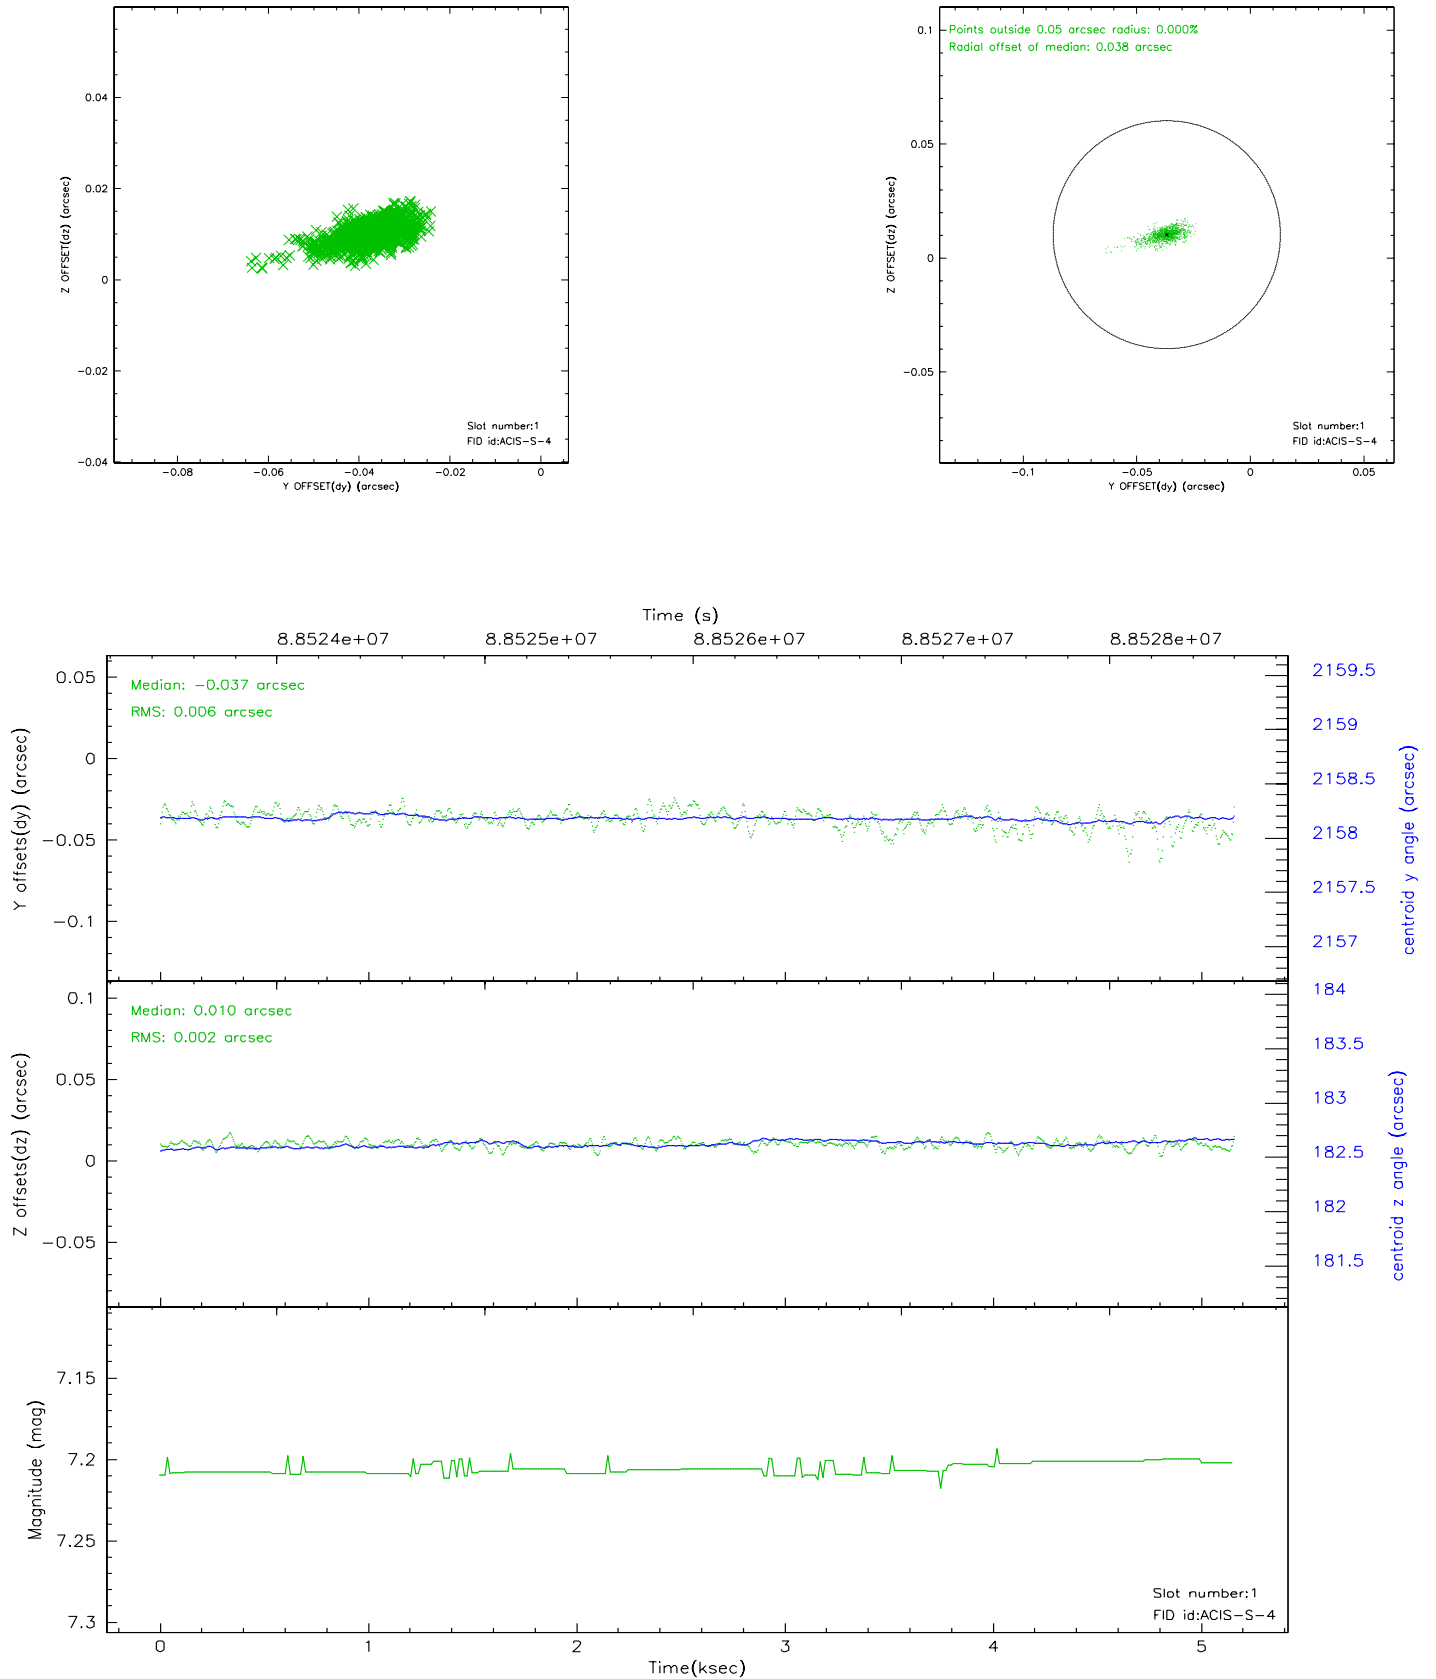 0.04
0.02
0
−0.02
−0.04
Z OFFSET(dz) (arcsec)
Slot number:1
FID id:ACIS−S−4
−0.08 −0.06 −0.04 −0.02 0
Y OFFSET(dy) (arcsec)
Points outside 0.05 arcsec radius: 0.000%
Radial offset of median: 0.038 arcsec
0.1
0.05
0
−0.05
Z OFFSET(dz) (arcsec)
Slot number:1
FID id:ACIS−S−4
−0.1 −0.05 0 0.05
Y OFFSET(dy) (arcsec)
Time (s)
8.8524e+07 8.8525e+07 8.8526e+07 8.8527e+07 8.8528e+07
Median: −0.037 arcsec
RMS: 0.006 arcsec
0.05
0
−0.05
−0.1
Y offsets(dy) (arcsec)
2159.5
2159
2158.5
2158
2157.5
2157
centroid y angle (arcsec)
Median: 0.010 arcsec
RMS: 0.002 arcsec
0.1
0.05
0
−0.05
Z offsets(dz) (arcsec)
184
183.5
183
182.5
182
181.5
centroid z angle (arcsec)
7.15
7.2
7.25
7.3
Magnitude (mag)
Slot number:1
FID id:ACIS−S−4
0 1 2 3 4 5
Time(ksec)